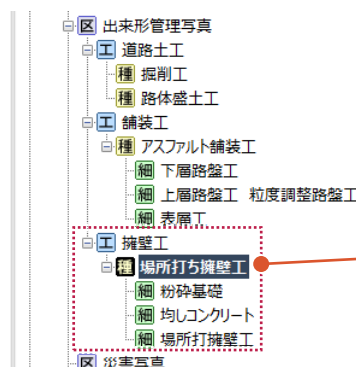 区 出来形管理写真
工 道路土工
種 掘削工
種 路体盛土工
工 舗装工
種 アスファルト舗装工
細 下層路盤工
細 上層路盤工 粒度調整路盤工
細 表層工
工 擁壁工
種 場所打ち擁壁工
細 粉砕基礎
細 均しコンクリート
細 場所打擁壁工
区 災害写真